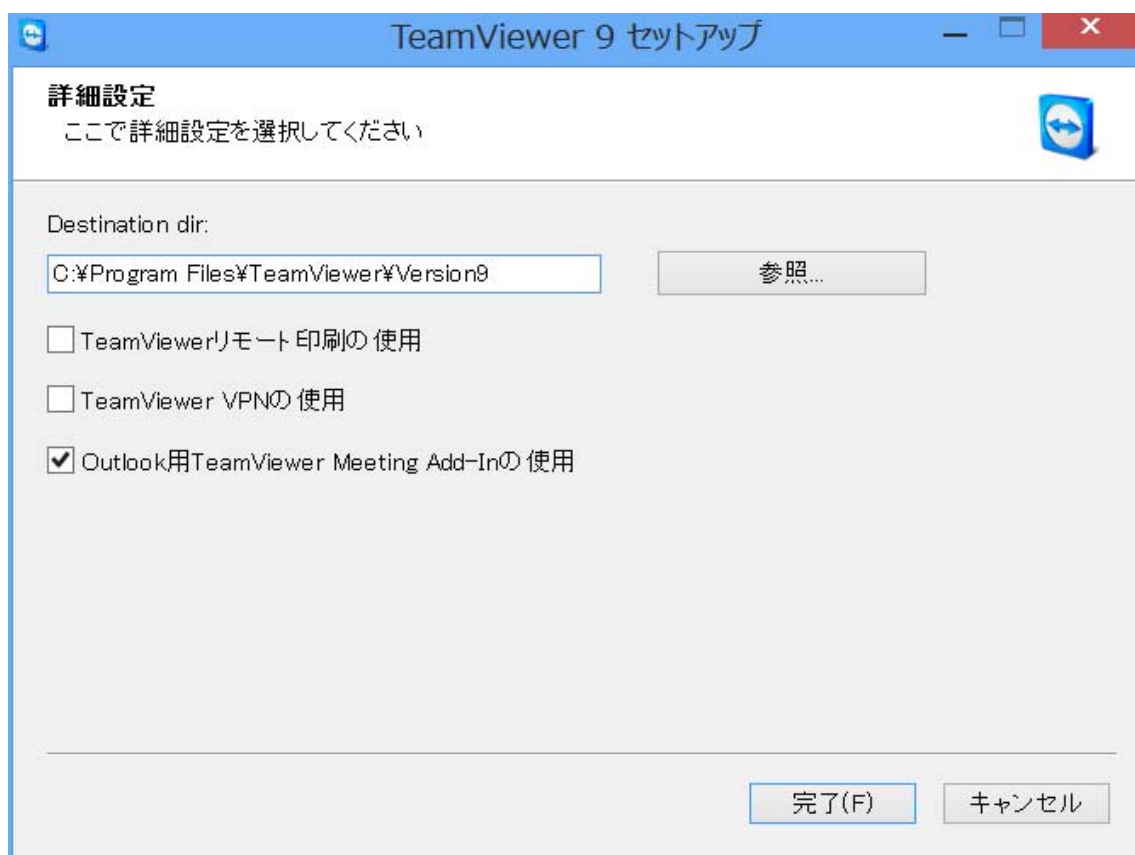 TeamViewer 9 セットアップ
詳細設定
ここで詳細設定を選択してください
Destination dir:
C:¥Program Files¥TeamViewer¥Version9
参照...
TeamViewerリモート印刷の使用
TeamViewer VPNの使用
Outlook用TeamViewer Meeting Add-Inの使用
完了(F)
キャンセル